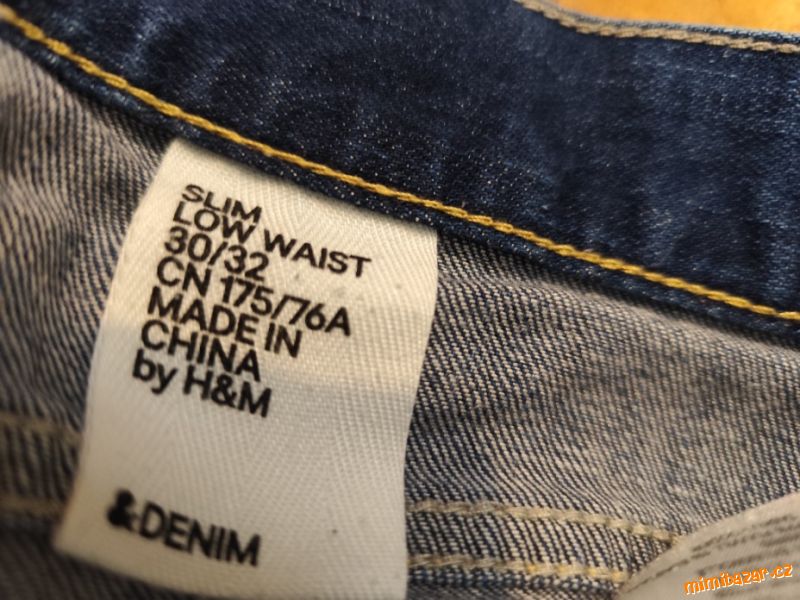 SLIM
LOW WAIST
30/32
CN 175/76A
MADE IN
CHINA
by H&M
&DENIM
mimibazar.cz